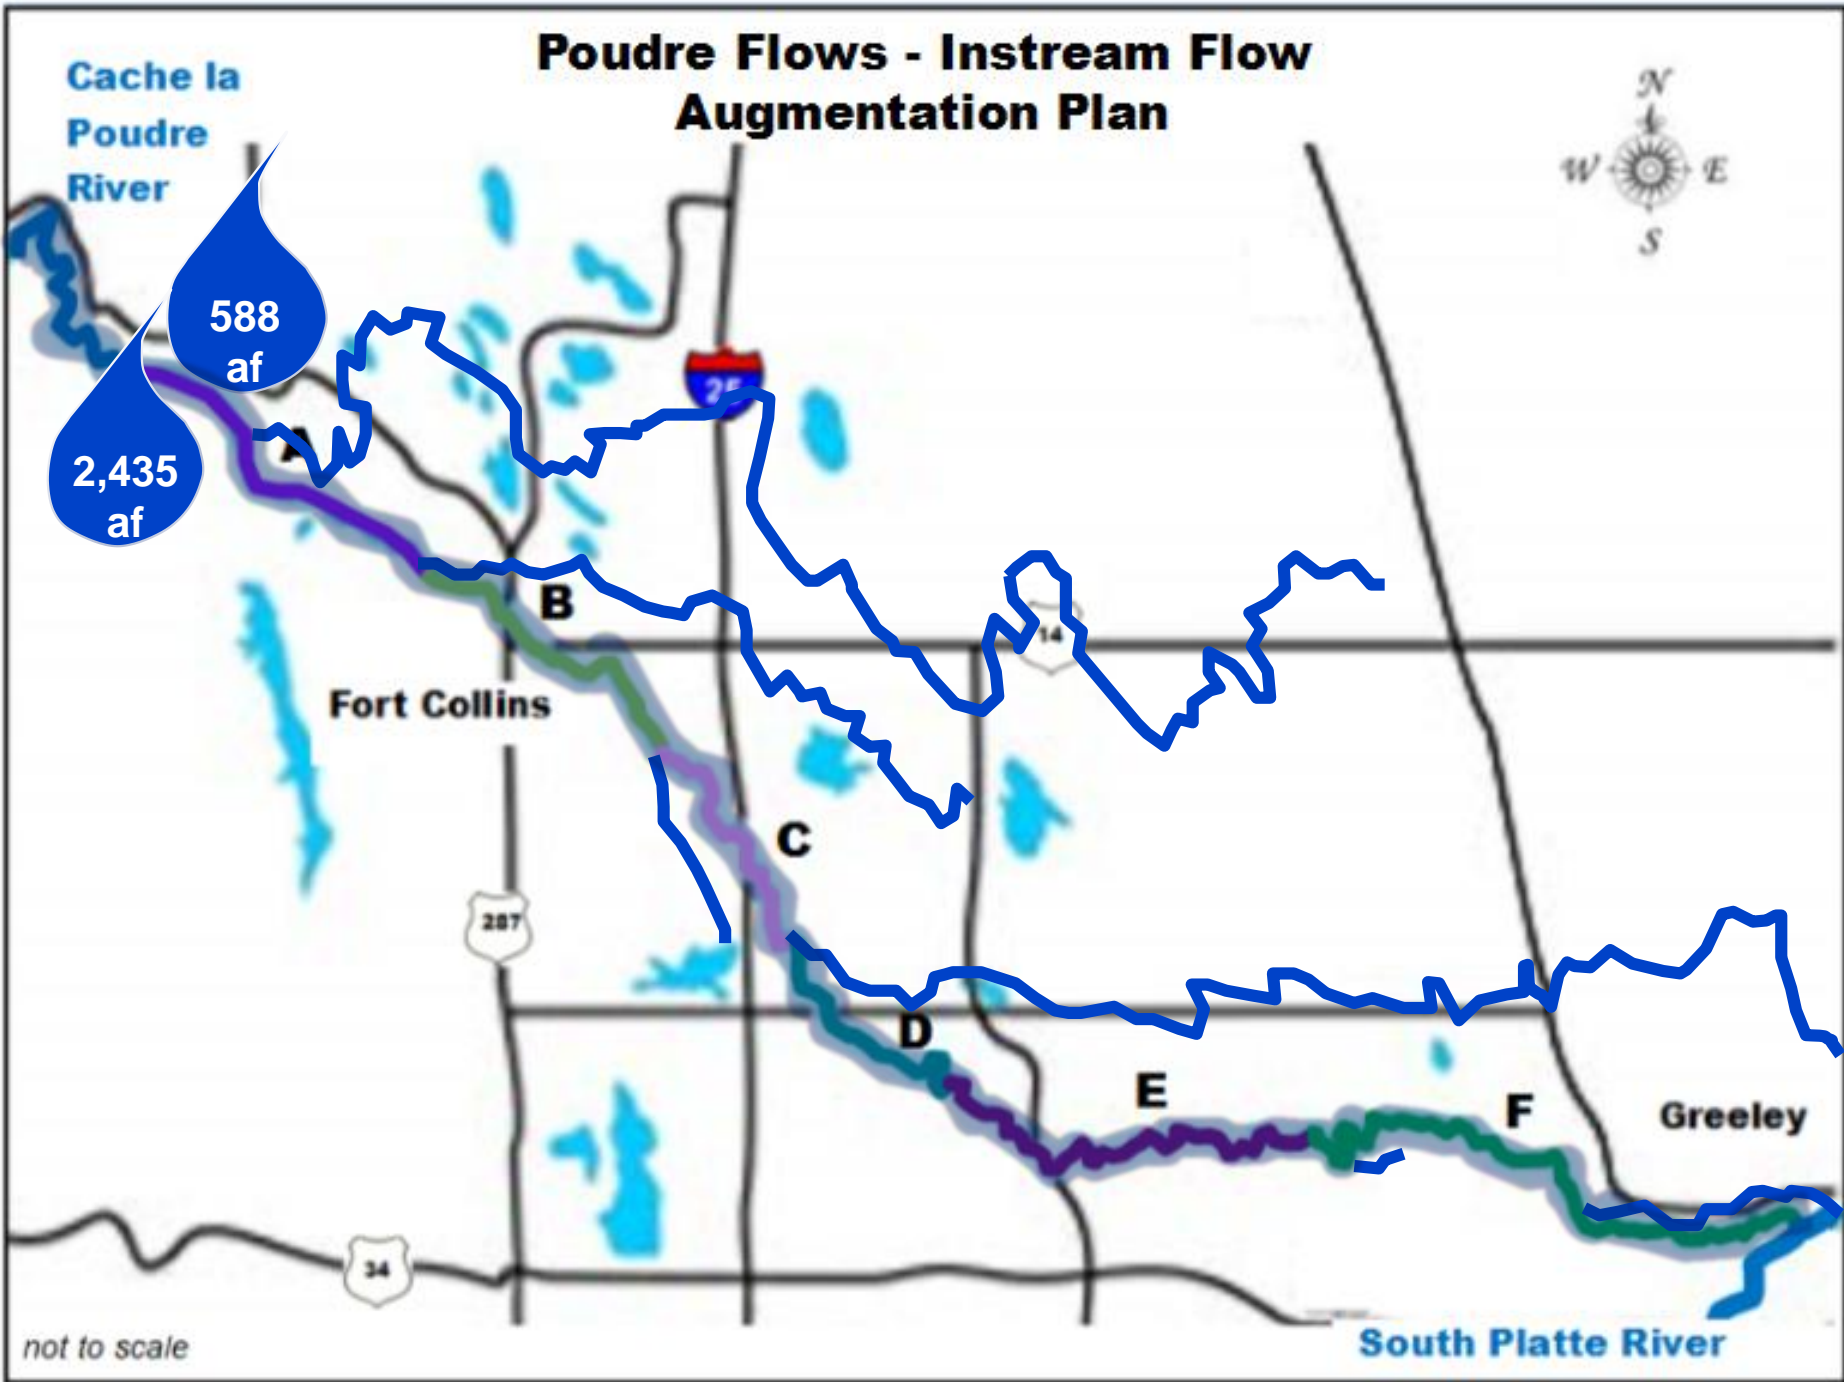 Poudre Flows - Instream Flow
Augmentation Plan
Cache la
Poudre
River
N
W
E
S
588
af
2,435
af
25
A
B
14
Fort Collins
C
287
D
E
F
Greeley
34
South Platte River
not to scale